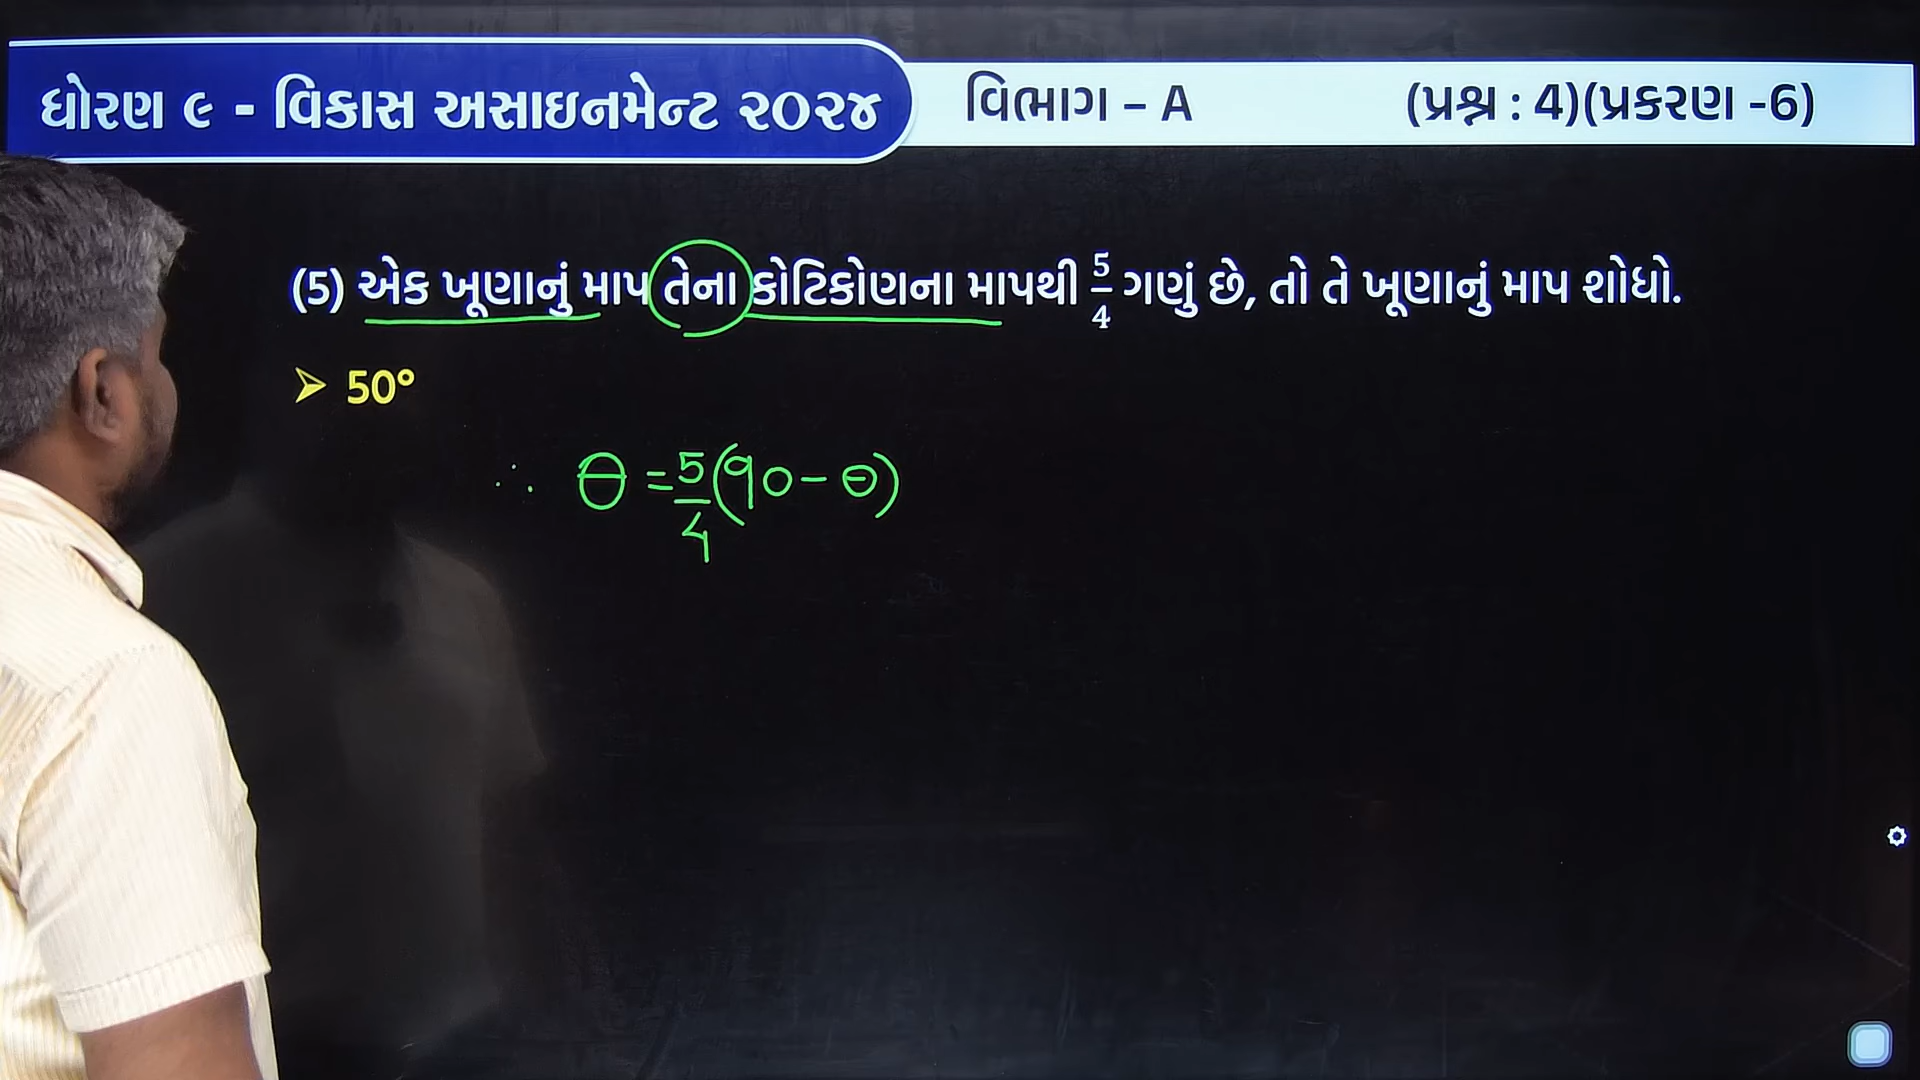 ધોરણ ૯ - વિકાસ અસાઇનમેન્ટ ૨૦૨૪ વિભાગ – A (પ્રશ્ન : 4)(પ્રકરણ -6)
(5) એક ખૂણાનું માપ તેના કોટિકોણના માપથી 5/4 ગણું છે, તો તે ખૂણાનું માપ શોધો.
➢ 50°
∴ θ = 5/4 (90 – θ)